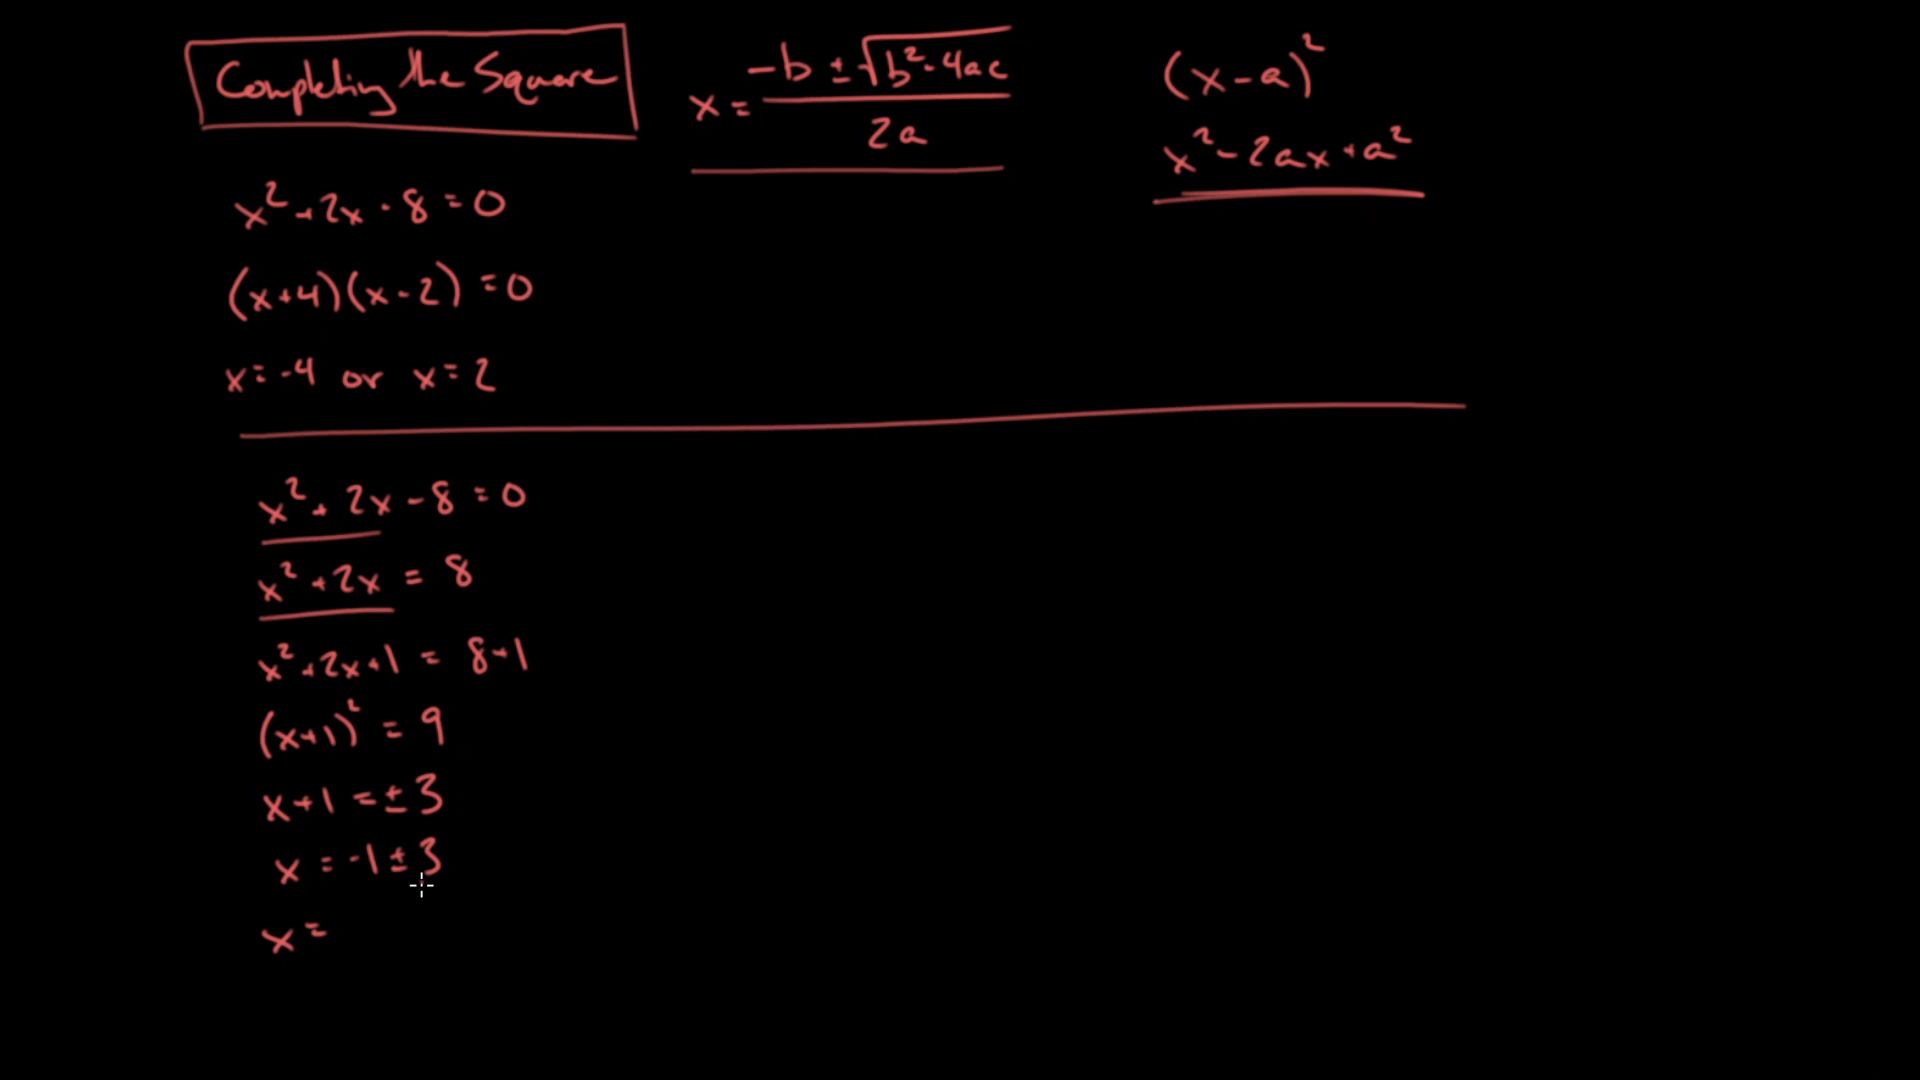 Completing the Square
x = (-b ± √(b² - 4ac)) / 2a
(x - a)²
x² - 2ax + a²
x² + 2x - 8 = 0
(x+4)(x-2) = 0
x = -4 or x = 2
x² + 2x - 8 = 0
x² + 2x = 8
x² + 2x + 1 = 8+1
(x+1)² = 9
x+1 = ±3
x = -1 ± 3
x =